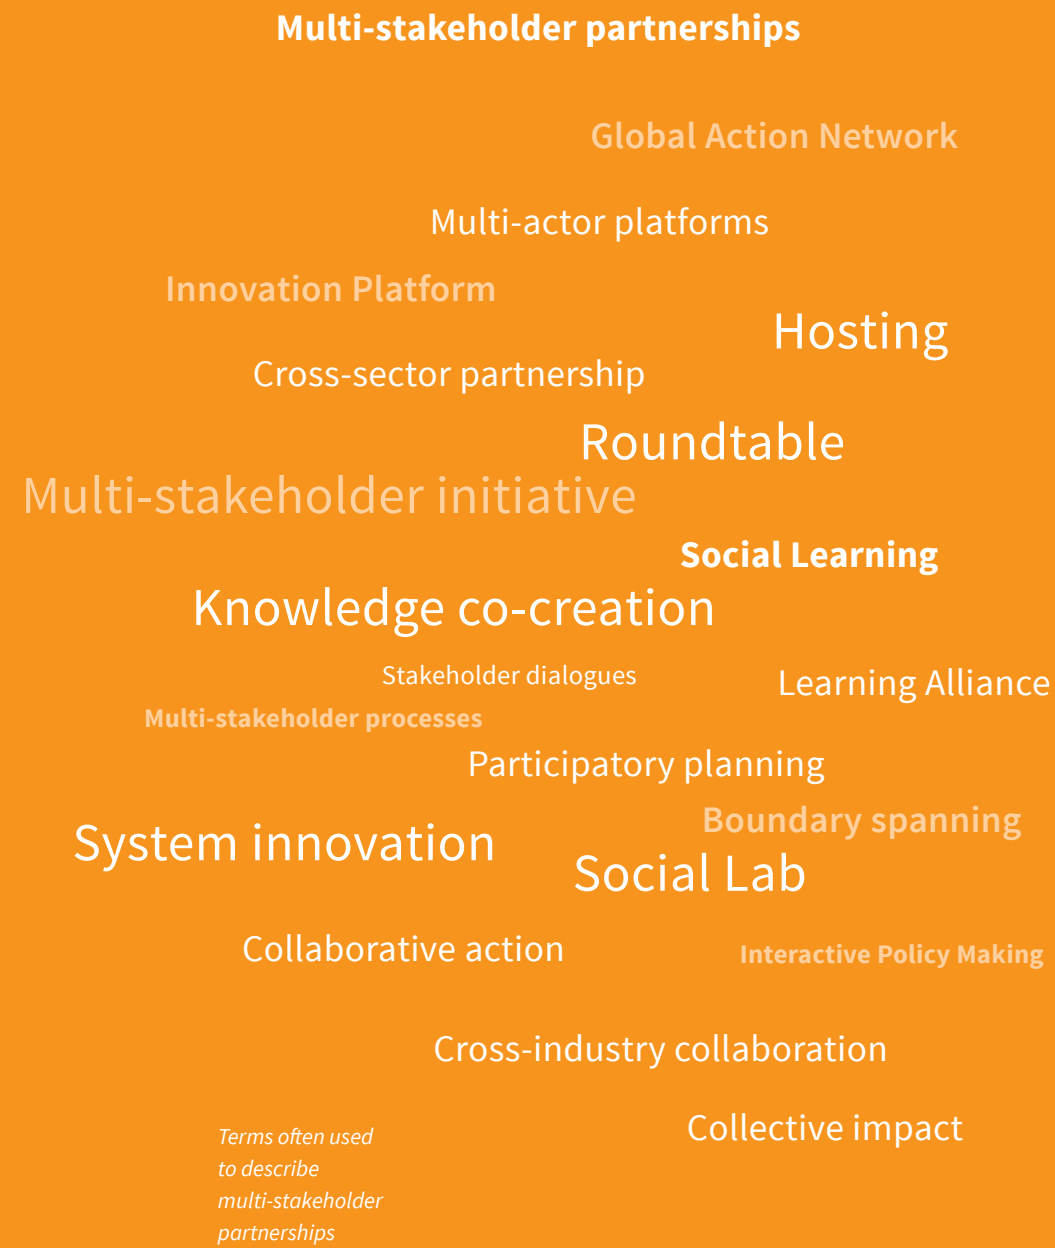 Multi-stakeholder partnerships
Global Action Network
Multi-actor platforms
Innovation Platform
Hosting
Cross-sector partnership
Roundtable
Multi-stakeholder initiative
Social Learning
Knowledge co-creation
Stakeholder dialogues
Learning Alliance
Multi-stakeholder processes
Participatory planning
Boundary spanning
System innovation
Social Lab
Collaborative action
Interactive Policy Making
Cross-industry collaboration
Collective impact
Terms often used
to describe
multi-stakeholder
partnerships